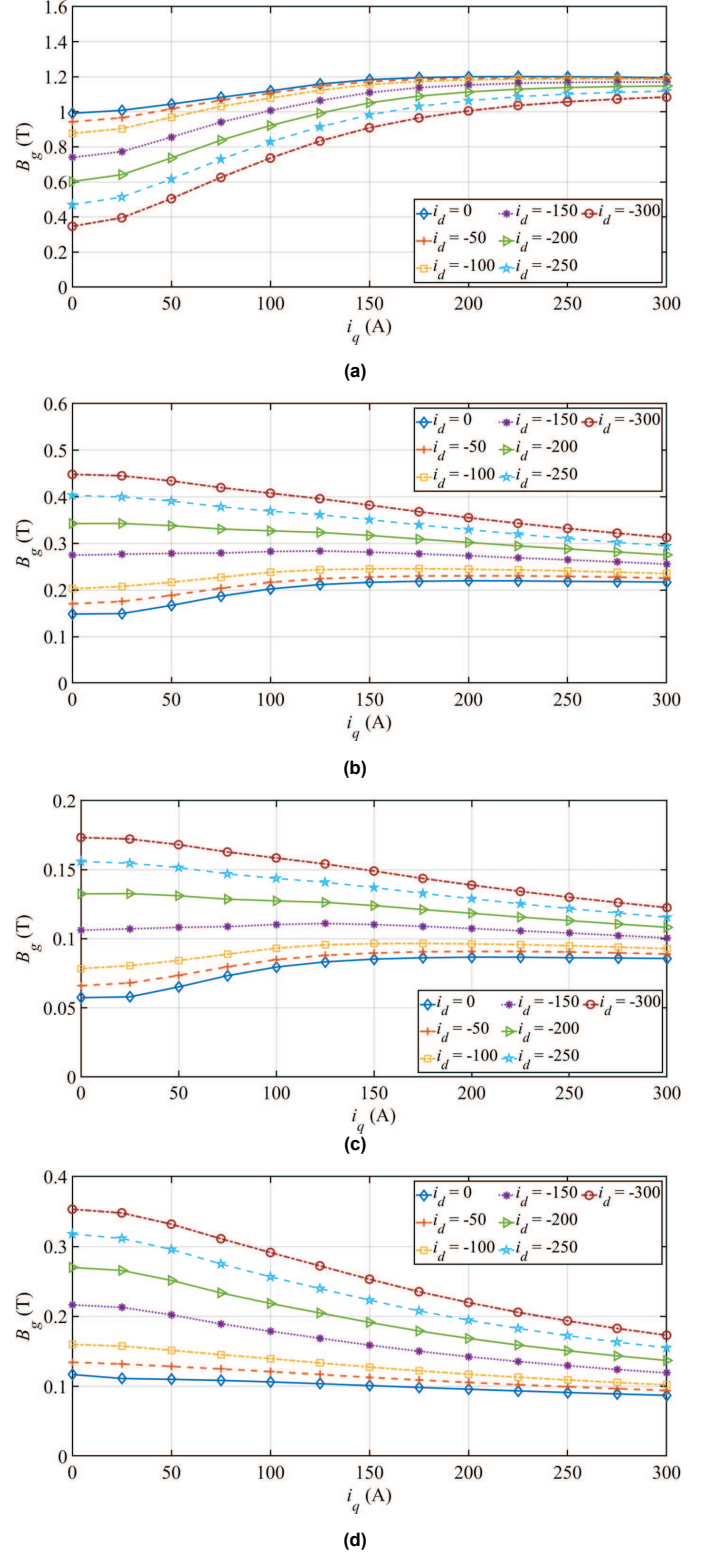 1.6
1.4
1.2
1
0.8
0.6
0.4
0.2
0
B_g (T)
i_d = 0 i_d = -150 i_d = -300
i_d = -50 i_d = -200
i_d = -100 i_d = -250
0 50 100 150 200 250 300
i_q (A)
(a)
0.6
0.5
0.4
0.3
0.2
0.1
0
B_g (T)
i_d = 0 i_d = -150 i_d = -300
i_d = -50 i_d = -200
i_d = -100 i_d = -250
0 50 100 150 200 250 300
i_q (A)
(b)
0.2
0.15
0.1
0.05
0
B_g (T)
i_d = 0 i_d = -150 i_d = -300
i_d = -50 i_d = -200
i_d = -100 i_d = -250
0 50 100 150 200 250 300
i_q (A)
(c)
0.4
0.3
0.2
0.1
0
B_g (T)
i_d = 0 i_d = -150 i_d = -300
i_d = -50 i_d = -200
i_d = -100 i_d = -250
0 50 100 150 200 250 300
i_q (A)
(d)